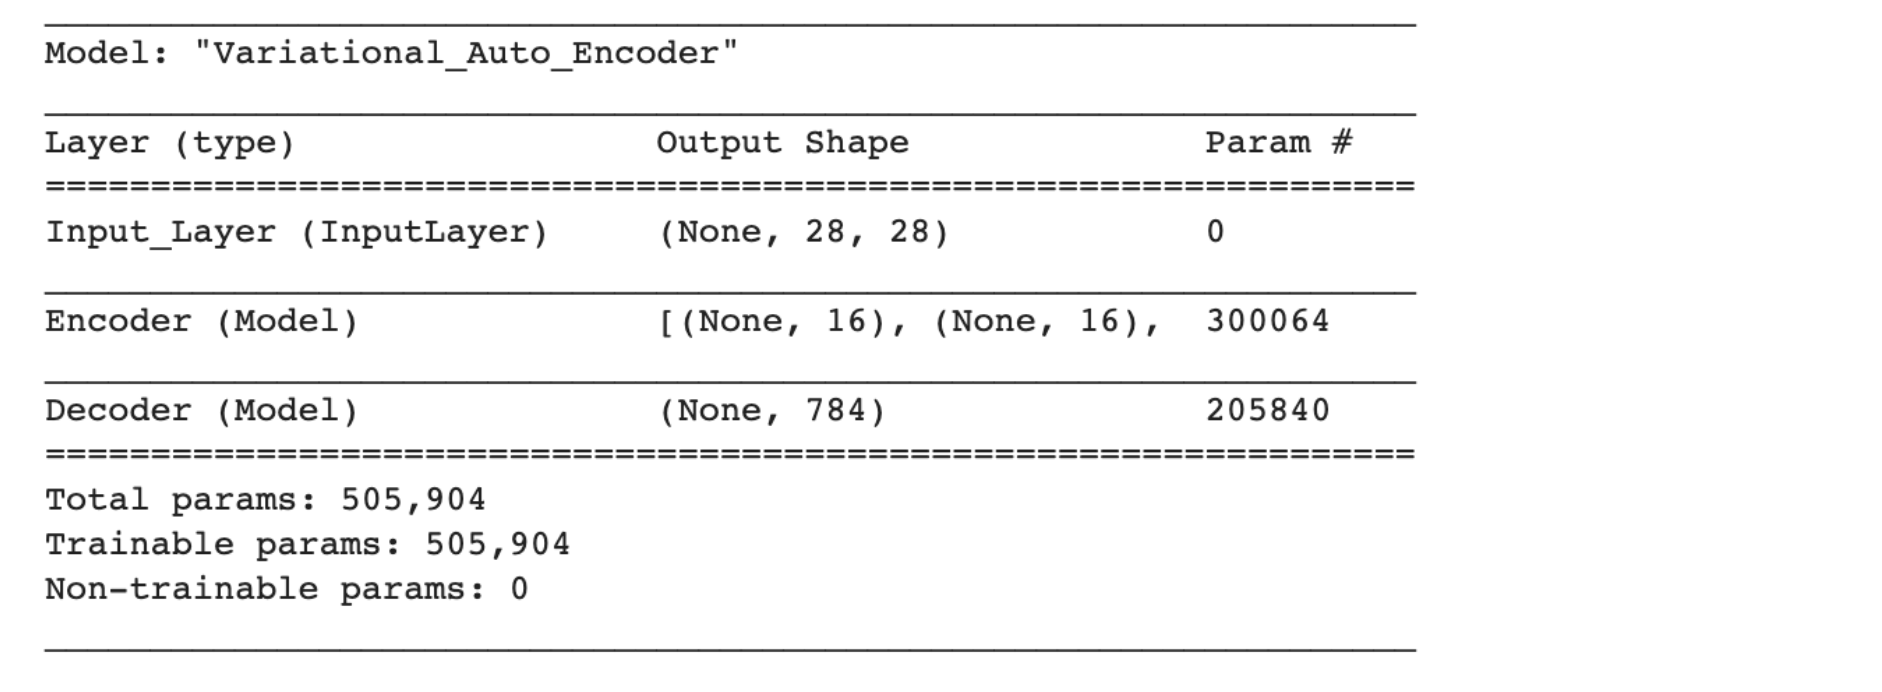 Model: "Variational_Auto_Encoder"
Layer (type) Output Shape Param #
=================================================================
Input_Layer (InputLayer) (None, 28, 28) 0
Encoder (Model) [(None, 16), (None, 16), 300064
Decoder (Model) (None, 784) 205840
=================================================================
Total params: 505,904
Trainable params: 505,904
Non-trainable params: 0